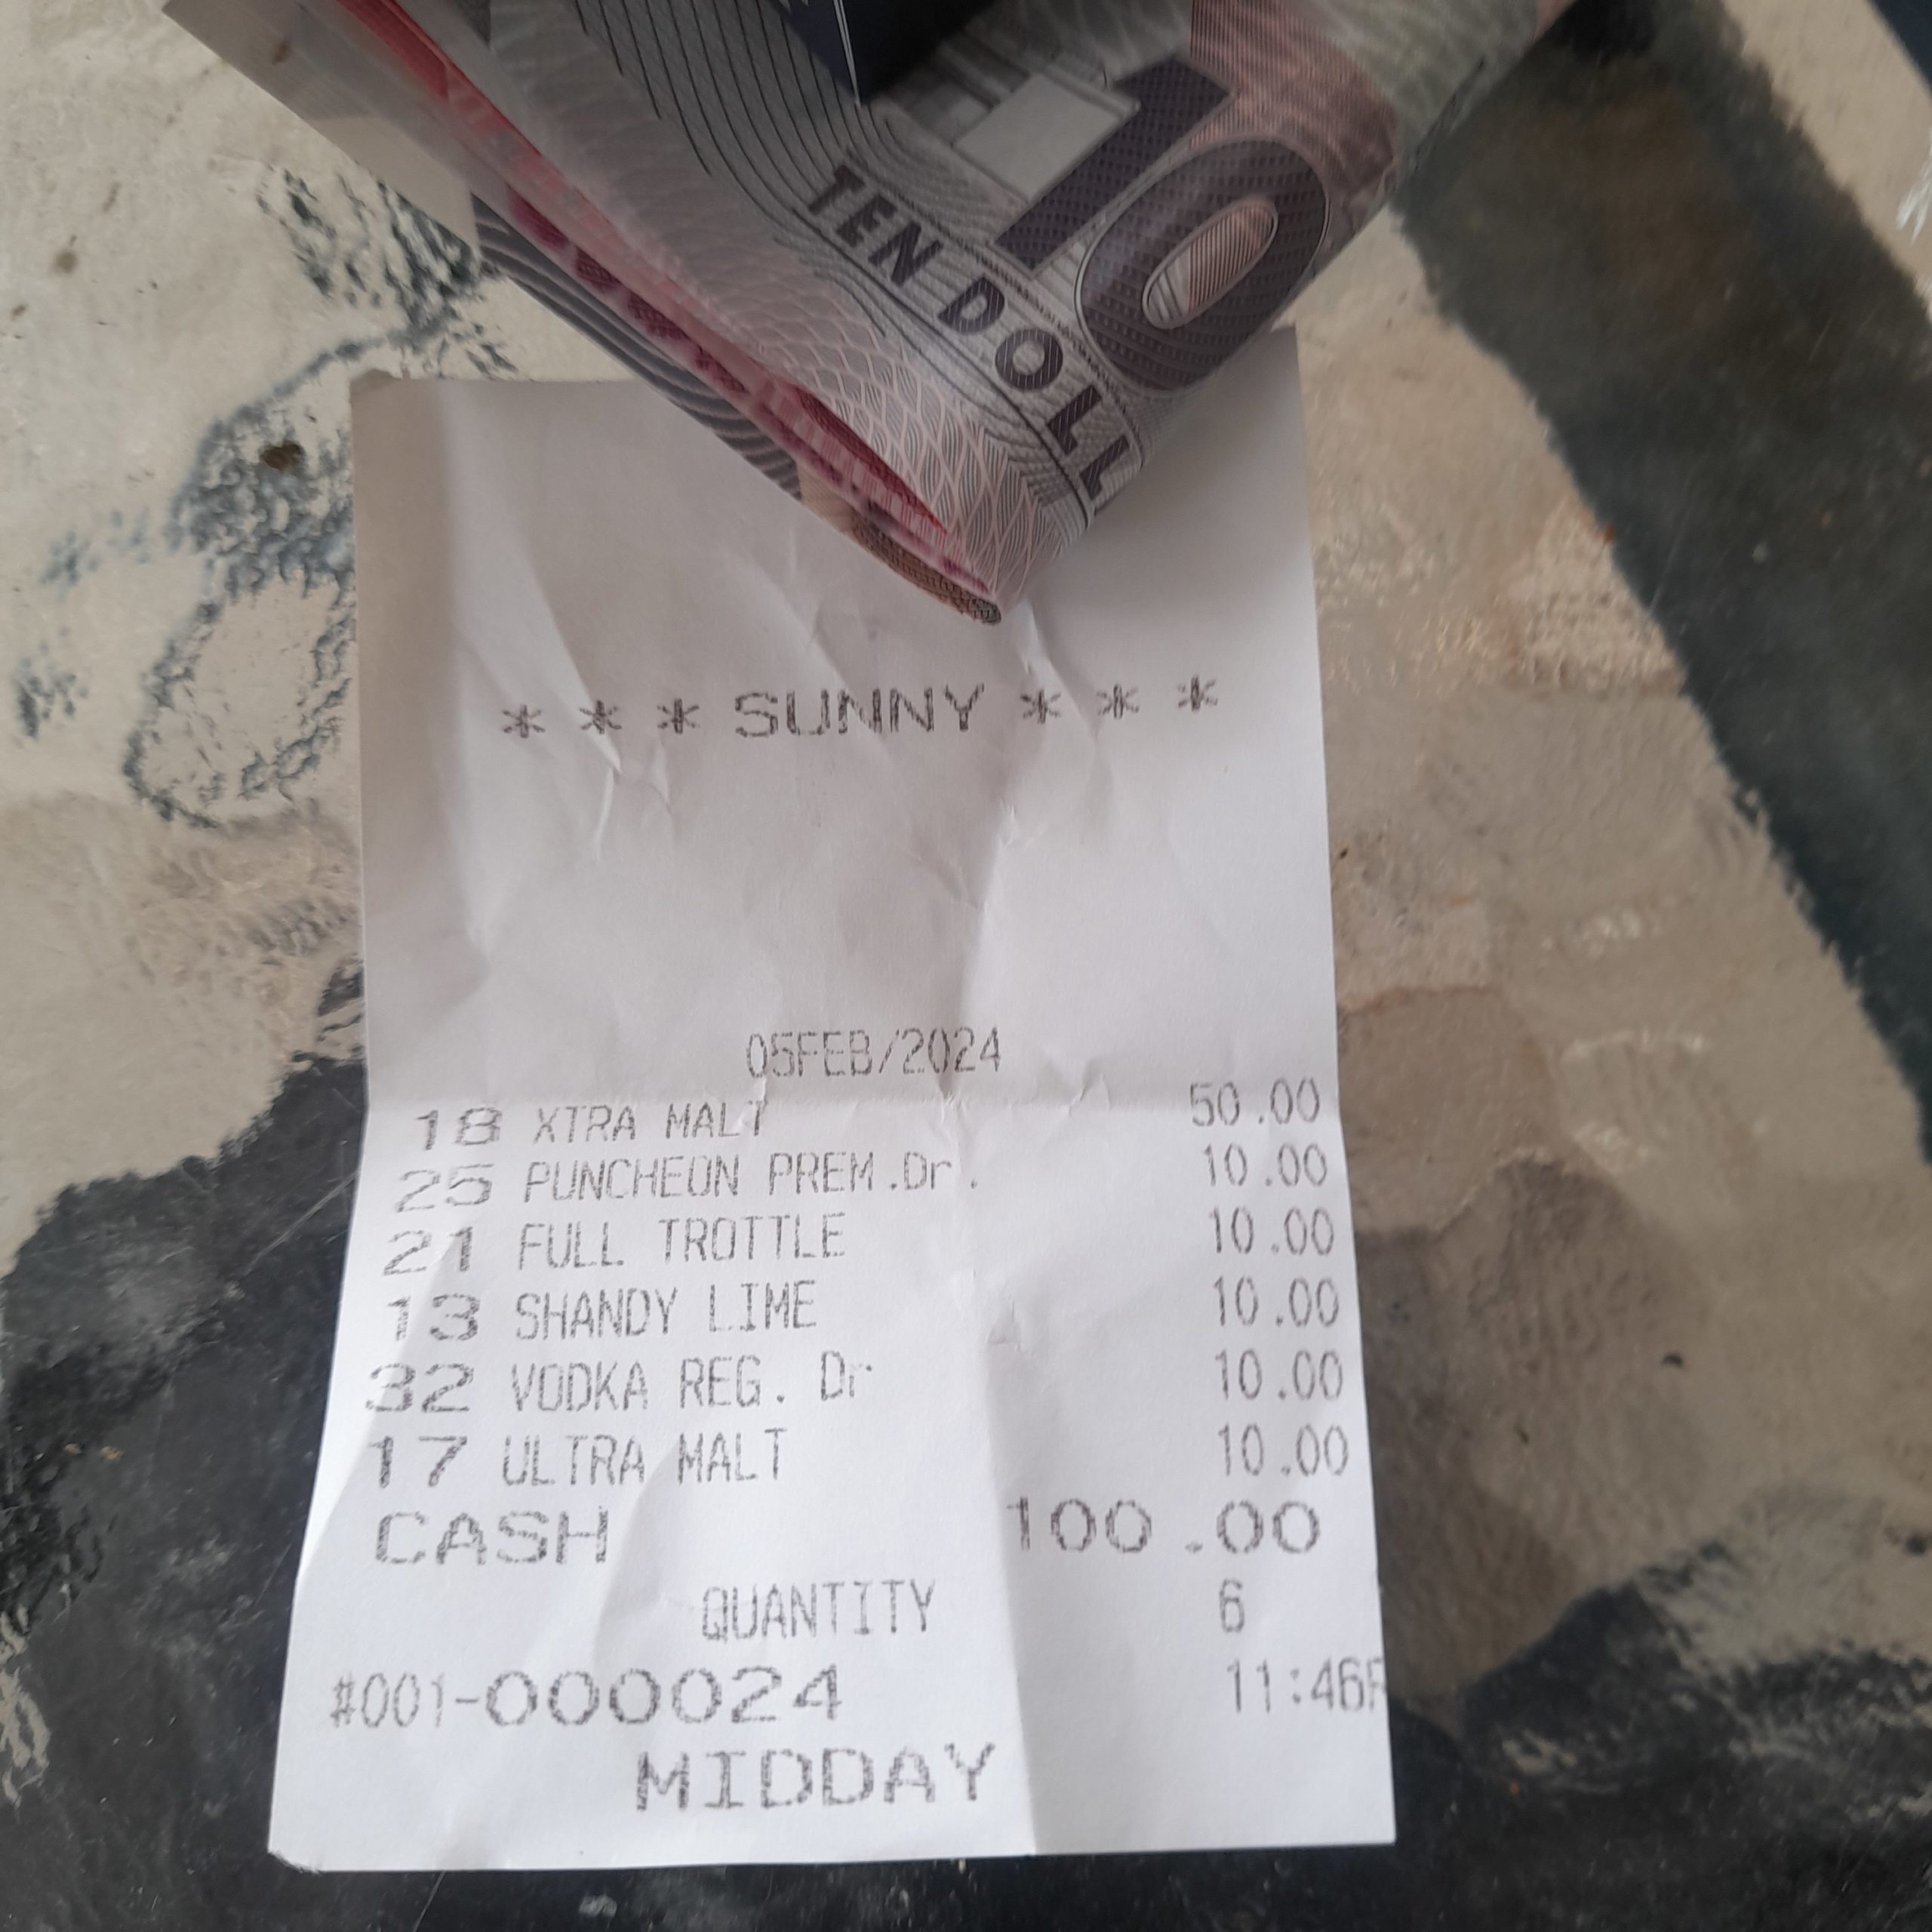 10
TEN DOLL
* * * SUNNY * * *
05FEB/2024
18 XTRA MALT 50.00
25 PUNCHEON PREM.Dr. 10.00
21 FULL TROTTLE 10.00
13 SHANDY LIME 10.00
32 VODKA REG. Dr 10.00
17 ULTRA MALT 10.00
CASH 100.00
QUANTITY 6
#001-000024 11:46P
MIDDAY